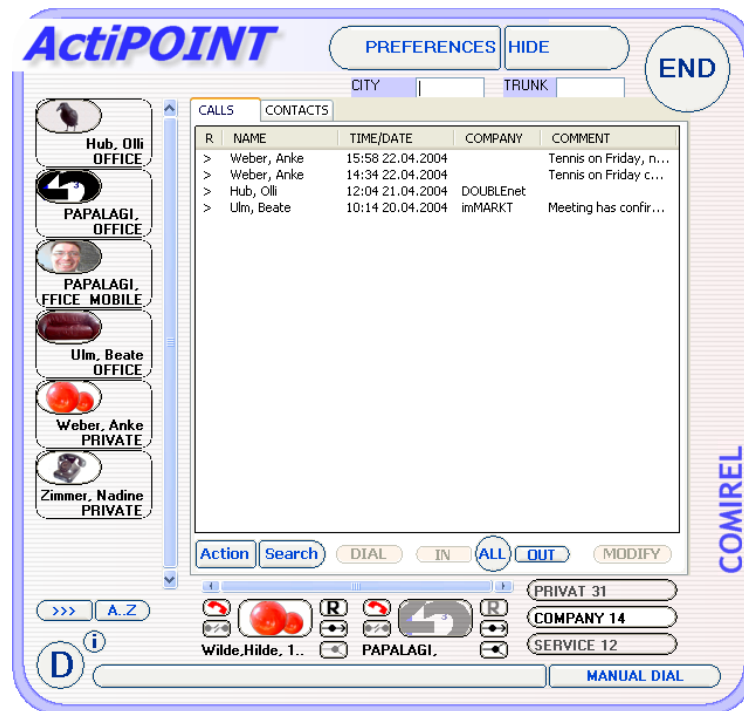 ActiPOINT
PREFERENCES HIDE
END
CITY TRUNK
CALLS CONTACTS
R NAME TIME/DATE COMPANY COMMENT
> Weber, Anke 15:58 22.04.2004 Tennis on Friday, n...
> Weber, Anke 14:34 22.04.2004 Tennis on Friday c...
> Hub, Olli 12:04 21.04.2004 DOUBLEnet
> Ulm, Beate 10:14 20.04.2004 imMARKT Meeting has confir...
Hub, Olli
OFFICE
3
PAPALAGI,
OFFICE
PAPALAGI,
FFICE MOBILE
Ulm, Beate
OFFICE
Weber, Anke
PRIVATE
Zimmer, Nadine
PRIVATE
COMIREL
Action Search DIAL IN ALL OUT MODIFY
>>> A..Z
R 3 R
Wilde,Hilde, 1.. PAPALAGI,
PRIVAT 31
COMPANY 14
SERVICE 12
D i
MANUAL DIAL